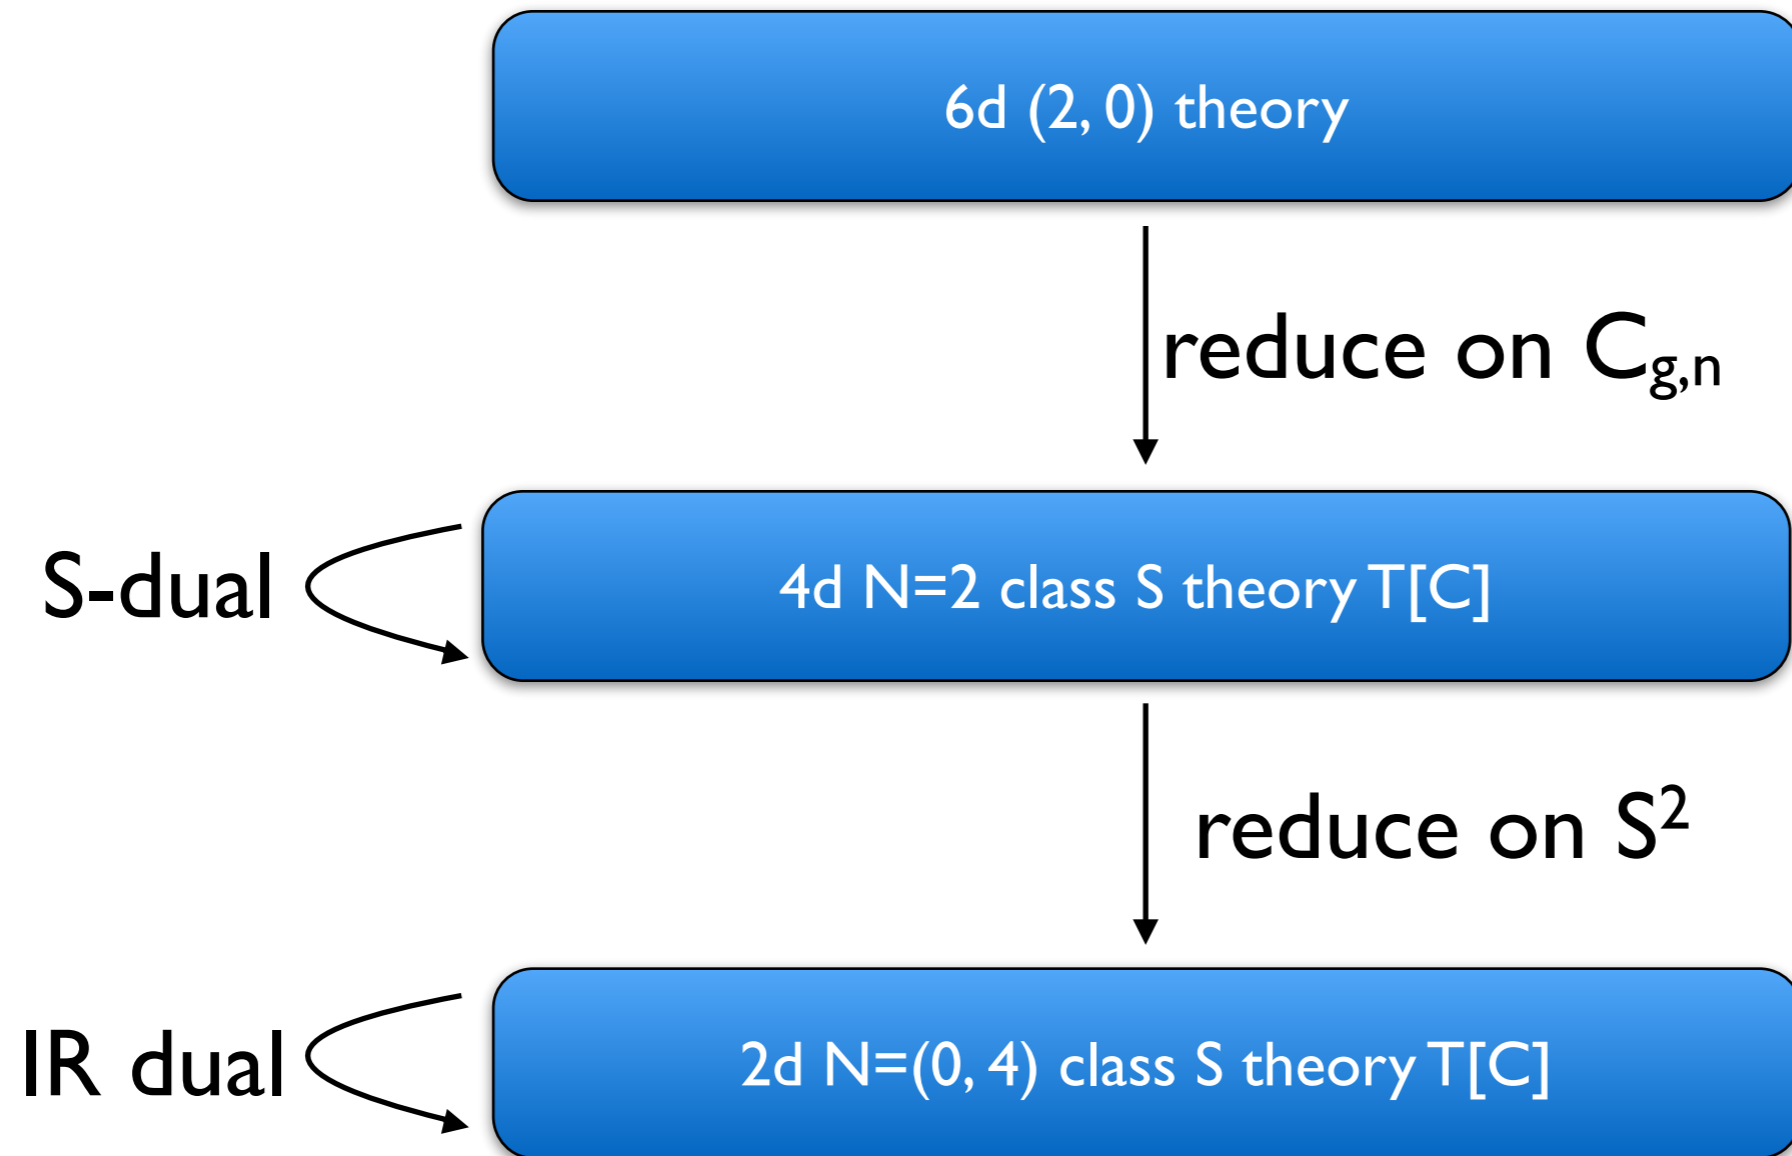 6d (2, 0) theory
reduce on C_{g,n}
S-dual
4d N=2 class S theory T[C]
reduce on S²
IR dual
2d N=(0, 4) class S theory T[C]